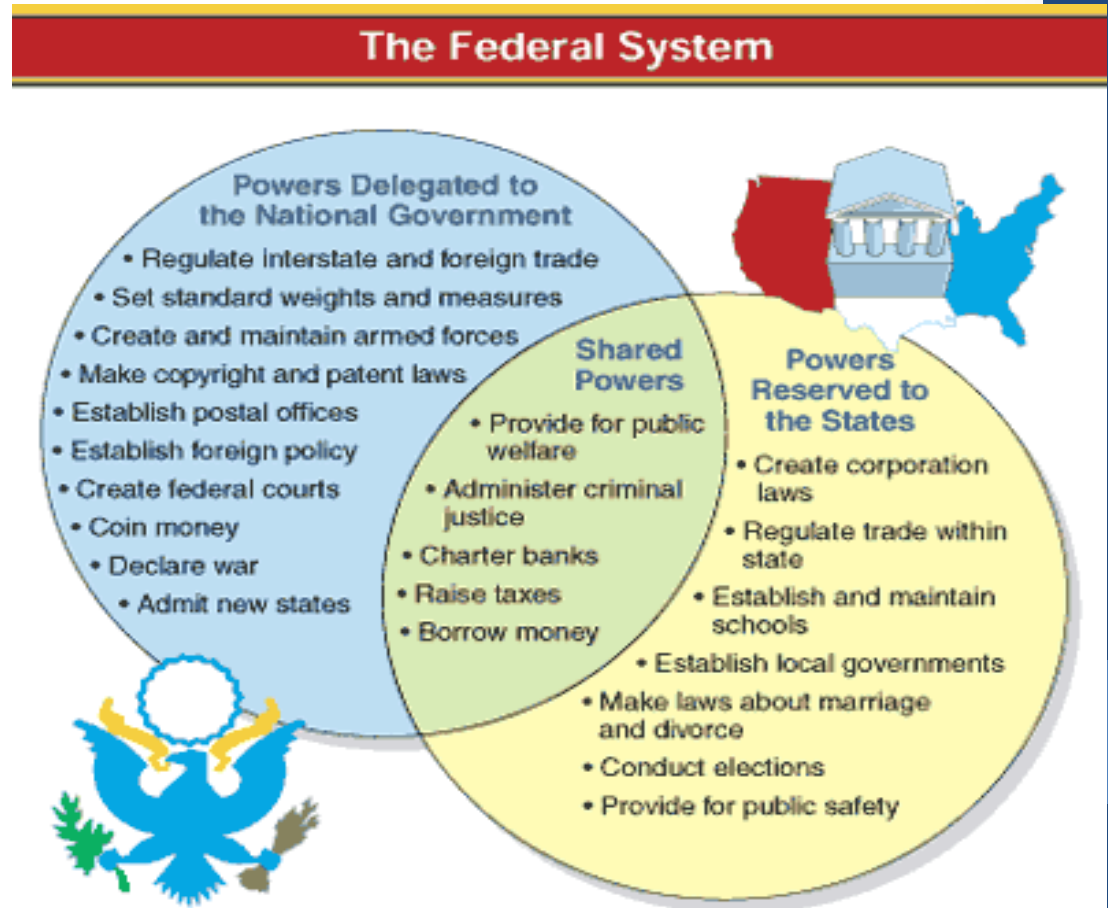 The Federal System
Powers Delegated to
the National Government
• Regulate interstate and foreign trade
• Set standard weights and measures
• Create and maintain armed forces
• Make copyright and patent laws
• Establish postal offices
• Establish foreign policy
• Create federal courts
• Coin money
• Declare war
• Admit new states
Shared
Powers
• Provide for public
welfare
• Administer criminal
justice
• Charter banks
• Raise taxes
• Borrow money
Powers
Reserved to
the States
• Create corporation
laws
• Regulate trade within
state
• Establish and maintain
schools
• Establish local governments
• Make laws about marriage
and divorce
• Conduct elections
• Provide for public safety